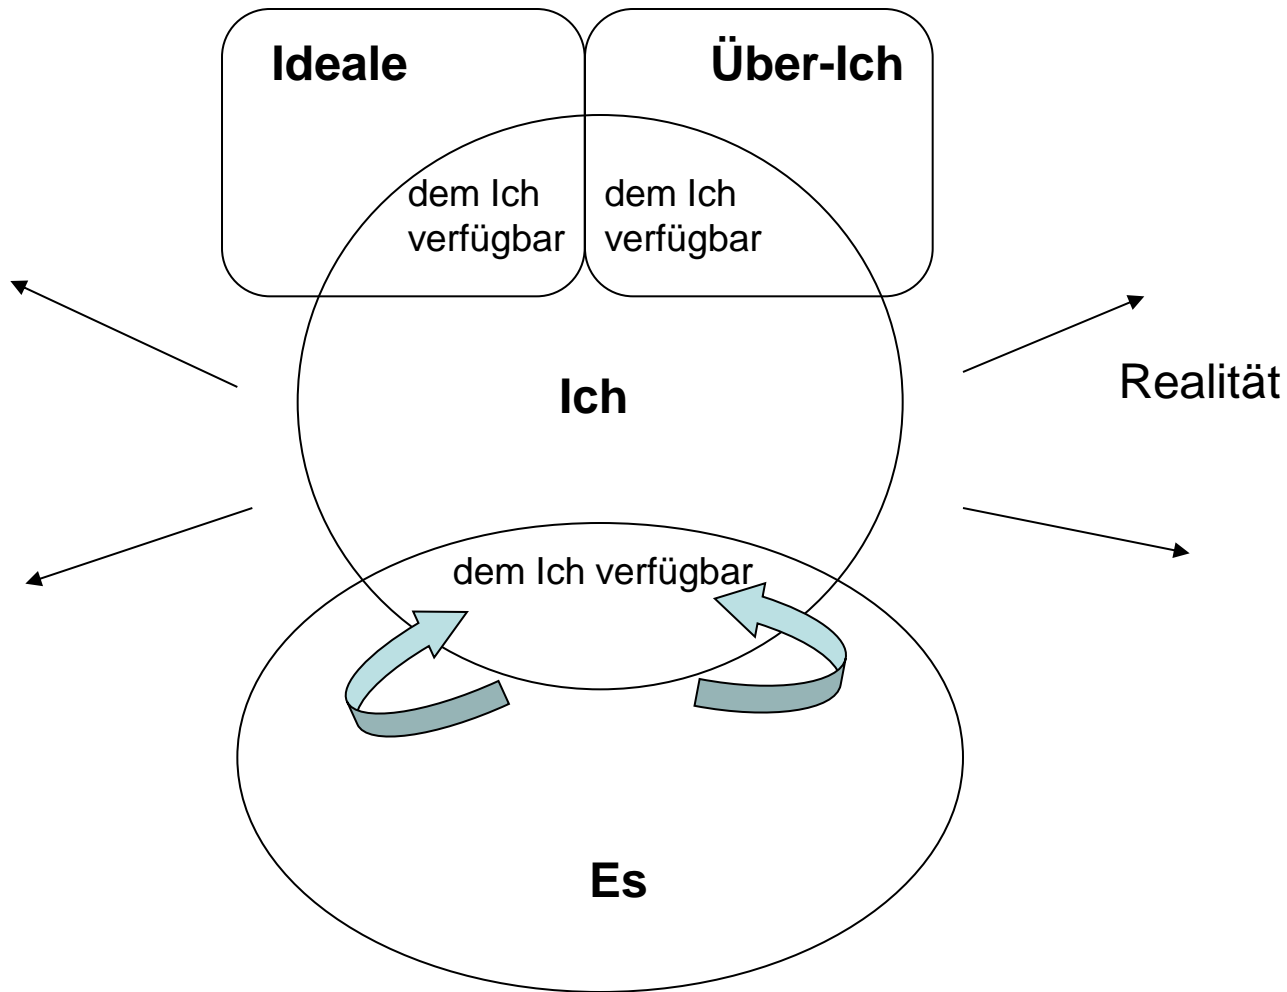 Ideale
Über-Ich
dem Ich
verfügbar
dem Ich
verfügbar
Realität
Ich
dem Ich verfügbar
Es